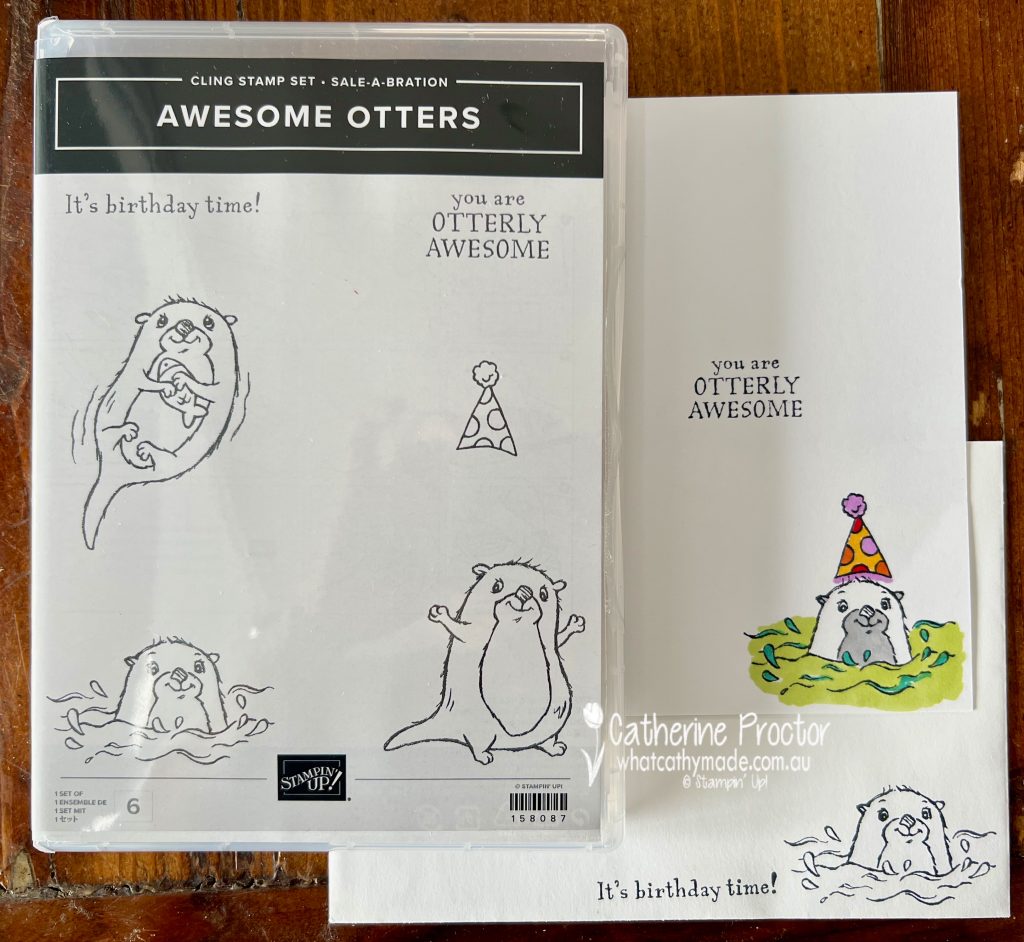 CLING STAMP SET • SALE-A-BRATION
AWESOME OTTERS
It's birthday time!
you are
OTTERLY
AWESOME
STAMPIN' UP!®
1 SET OF
1 ENSEMBLE DE
1 SET MIT
1 セット
6
© STAMPIN' UP!
158087
you are
OTTERLY
AWESOME
Catherine Proctor
whatcathymade.com.au
© Stampin' Up!
It's birthday time!